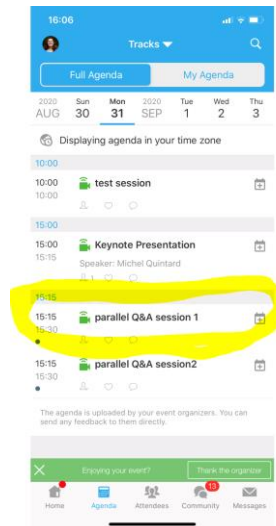 16:06
Tracks
Full Agenda My Agenda
2020 Sun Mon 2020 Tue Wed Thu
AUG 30 31 SEP 1 2 3
Displaying agenda in your time zone
10:00
10:00 test session
10:00
15:00
15:00 Keynote Presentation
15:15 Speaker: Michel Quintard
1
15:15
15:15 parallel Q&A session 1
15:30
15:15 parallel Q&A session2
15:30
The agenda is uploaded by your event organizers. You can
send any feedback to them directly.
Enjoying your event? Thank the organizer
13
Home Agenda Attendees Community Messages